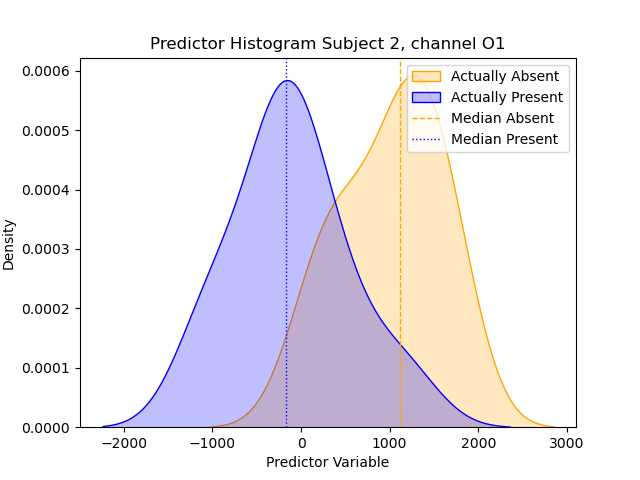 Predictor Histogram Subject 2, channel O1
Actually Absent
Actually Present
Median Absent
Median Present
Density
0.0006
0.0005
0.0004
0.0003
0.0002
0.0001
0.0000
−2000 −1000 0 1000 2000 3000
Predictor Variable